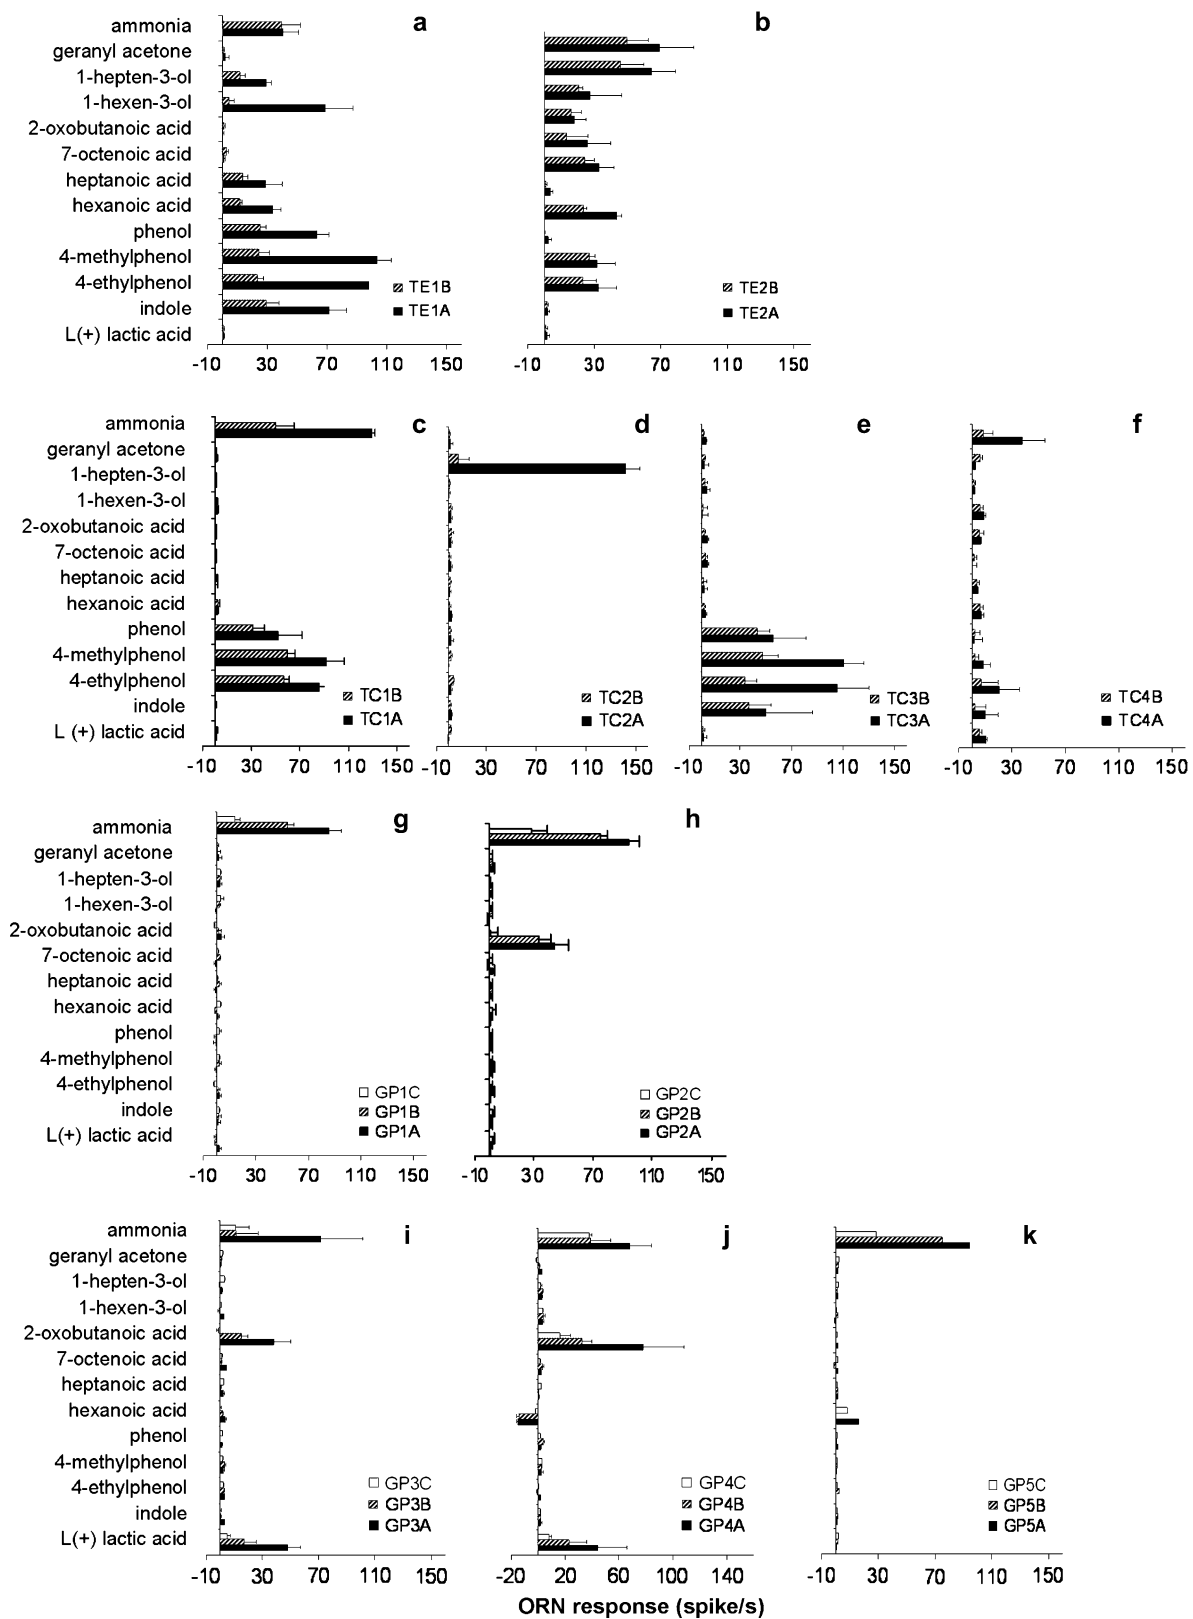 a
b
ammonia
geranyl acetone
1-hepten-3-ol
1-hexen-3-ol
2-oxobutanoic acid
7-octenoic acid
heptanoic acid
hexanoic acid
phenol
4-methylphenol
4-ethylphenol
indole
L(+) lactic acid
TE1B
TE1A
TE2B
TE2A
-10 30 70 110 150
-10 30 70 110 150
c
d
e
f
ammonia
geranyl acetone
1-hepten-3-ol
1-hexen-3-ol
2-oxobutanoic acid
7-octenoic acid
heptanoic acid
hexanoic acid
phenol
4-methylphenol
4-ethylphenol
indole
L (+) lactic acid
TC1B
TC1A
TC2B
TC2A
TC3B
TC3A
TC4B
TC4A
-10 30 70 110 150
-10 30 70 110 150
-10 30 70 110 150
-10 30 70 110 150
g
h
ammonia
geranyl acetone
1-hepten-3-ol
1-hexen-3-ol
2-oxobutanoic acid
7-octenoic acid
heptanoic acid
hexanoic acid
phenol
4-methylphenol
4-ethylphenol
indole
L(+) lactic acid
GP1C
GP1B
GP1A
GP2C
GP2B
GP2A
-10 30 70 110 150
-10 30 70 110 150
i
j
k
ammonia
geranyl acetone
1-hepten-3-ol
1-hexen-3-ol
2-oxobutanoic acid
7-octenoic acid
heptanoic acid
hexanoic acid
phenol
4-methylphenol
4-ethylphenol
indole
L(+) lactic acid
GP3C
GP3B
GP3A
GP4C
GP4B
GP4A
GP5C
GP5B
GP5A
-10 30 70 110 150
-20 20 60 100 140
-10 30 70 110 150
ORN response (spike/s)